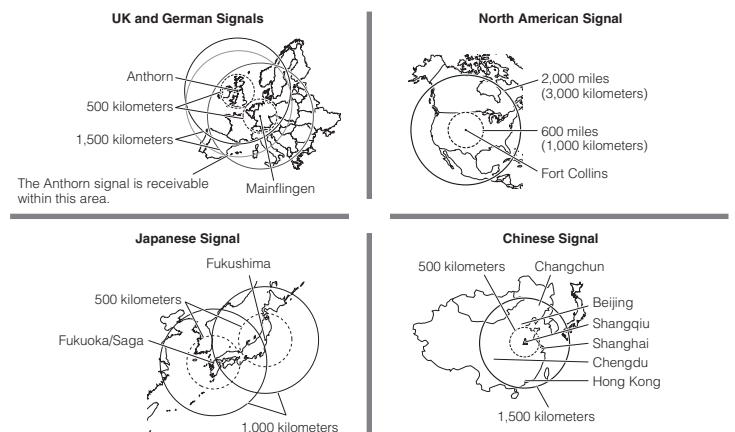 UK and German Signals
Anthorn
500 kilometers
1,500 kilometers
The Anthorn signal is receivable
within this area.
Mainflingen
North American Signal
2,000 miles
(3,000 kilometers)
600 miles
(1,000 kilometers)
Fort Collins
Japanese Signal
Fukushima
500 kilometers
Fukuoka/Saga
1,000 kilometers
Chinese Signal
500 kilometers
Changchun
Beijing
Shangqiu
Shanghai
Chengdu
Hong Kong
1,500 kilometers